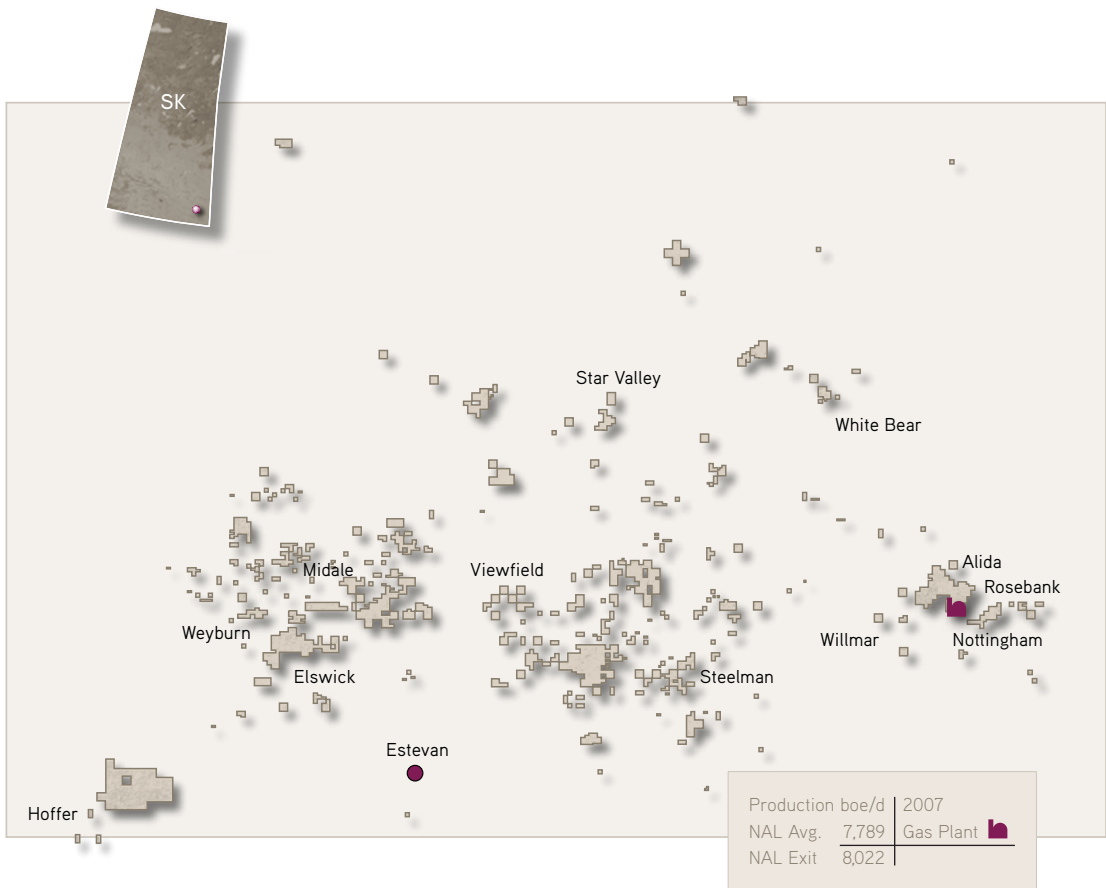 SK
Star Valley
White Bear
Midale
Viewfield
Alida
Rosebank
Weyburn
Willmar
Nottingham
Elswick
Steelman
Estevan
Hoffer
Production boe/d 2007
NAL Avg. 7,789 Gas Plant
NAL Exit 8,022